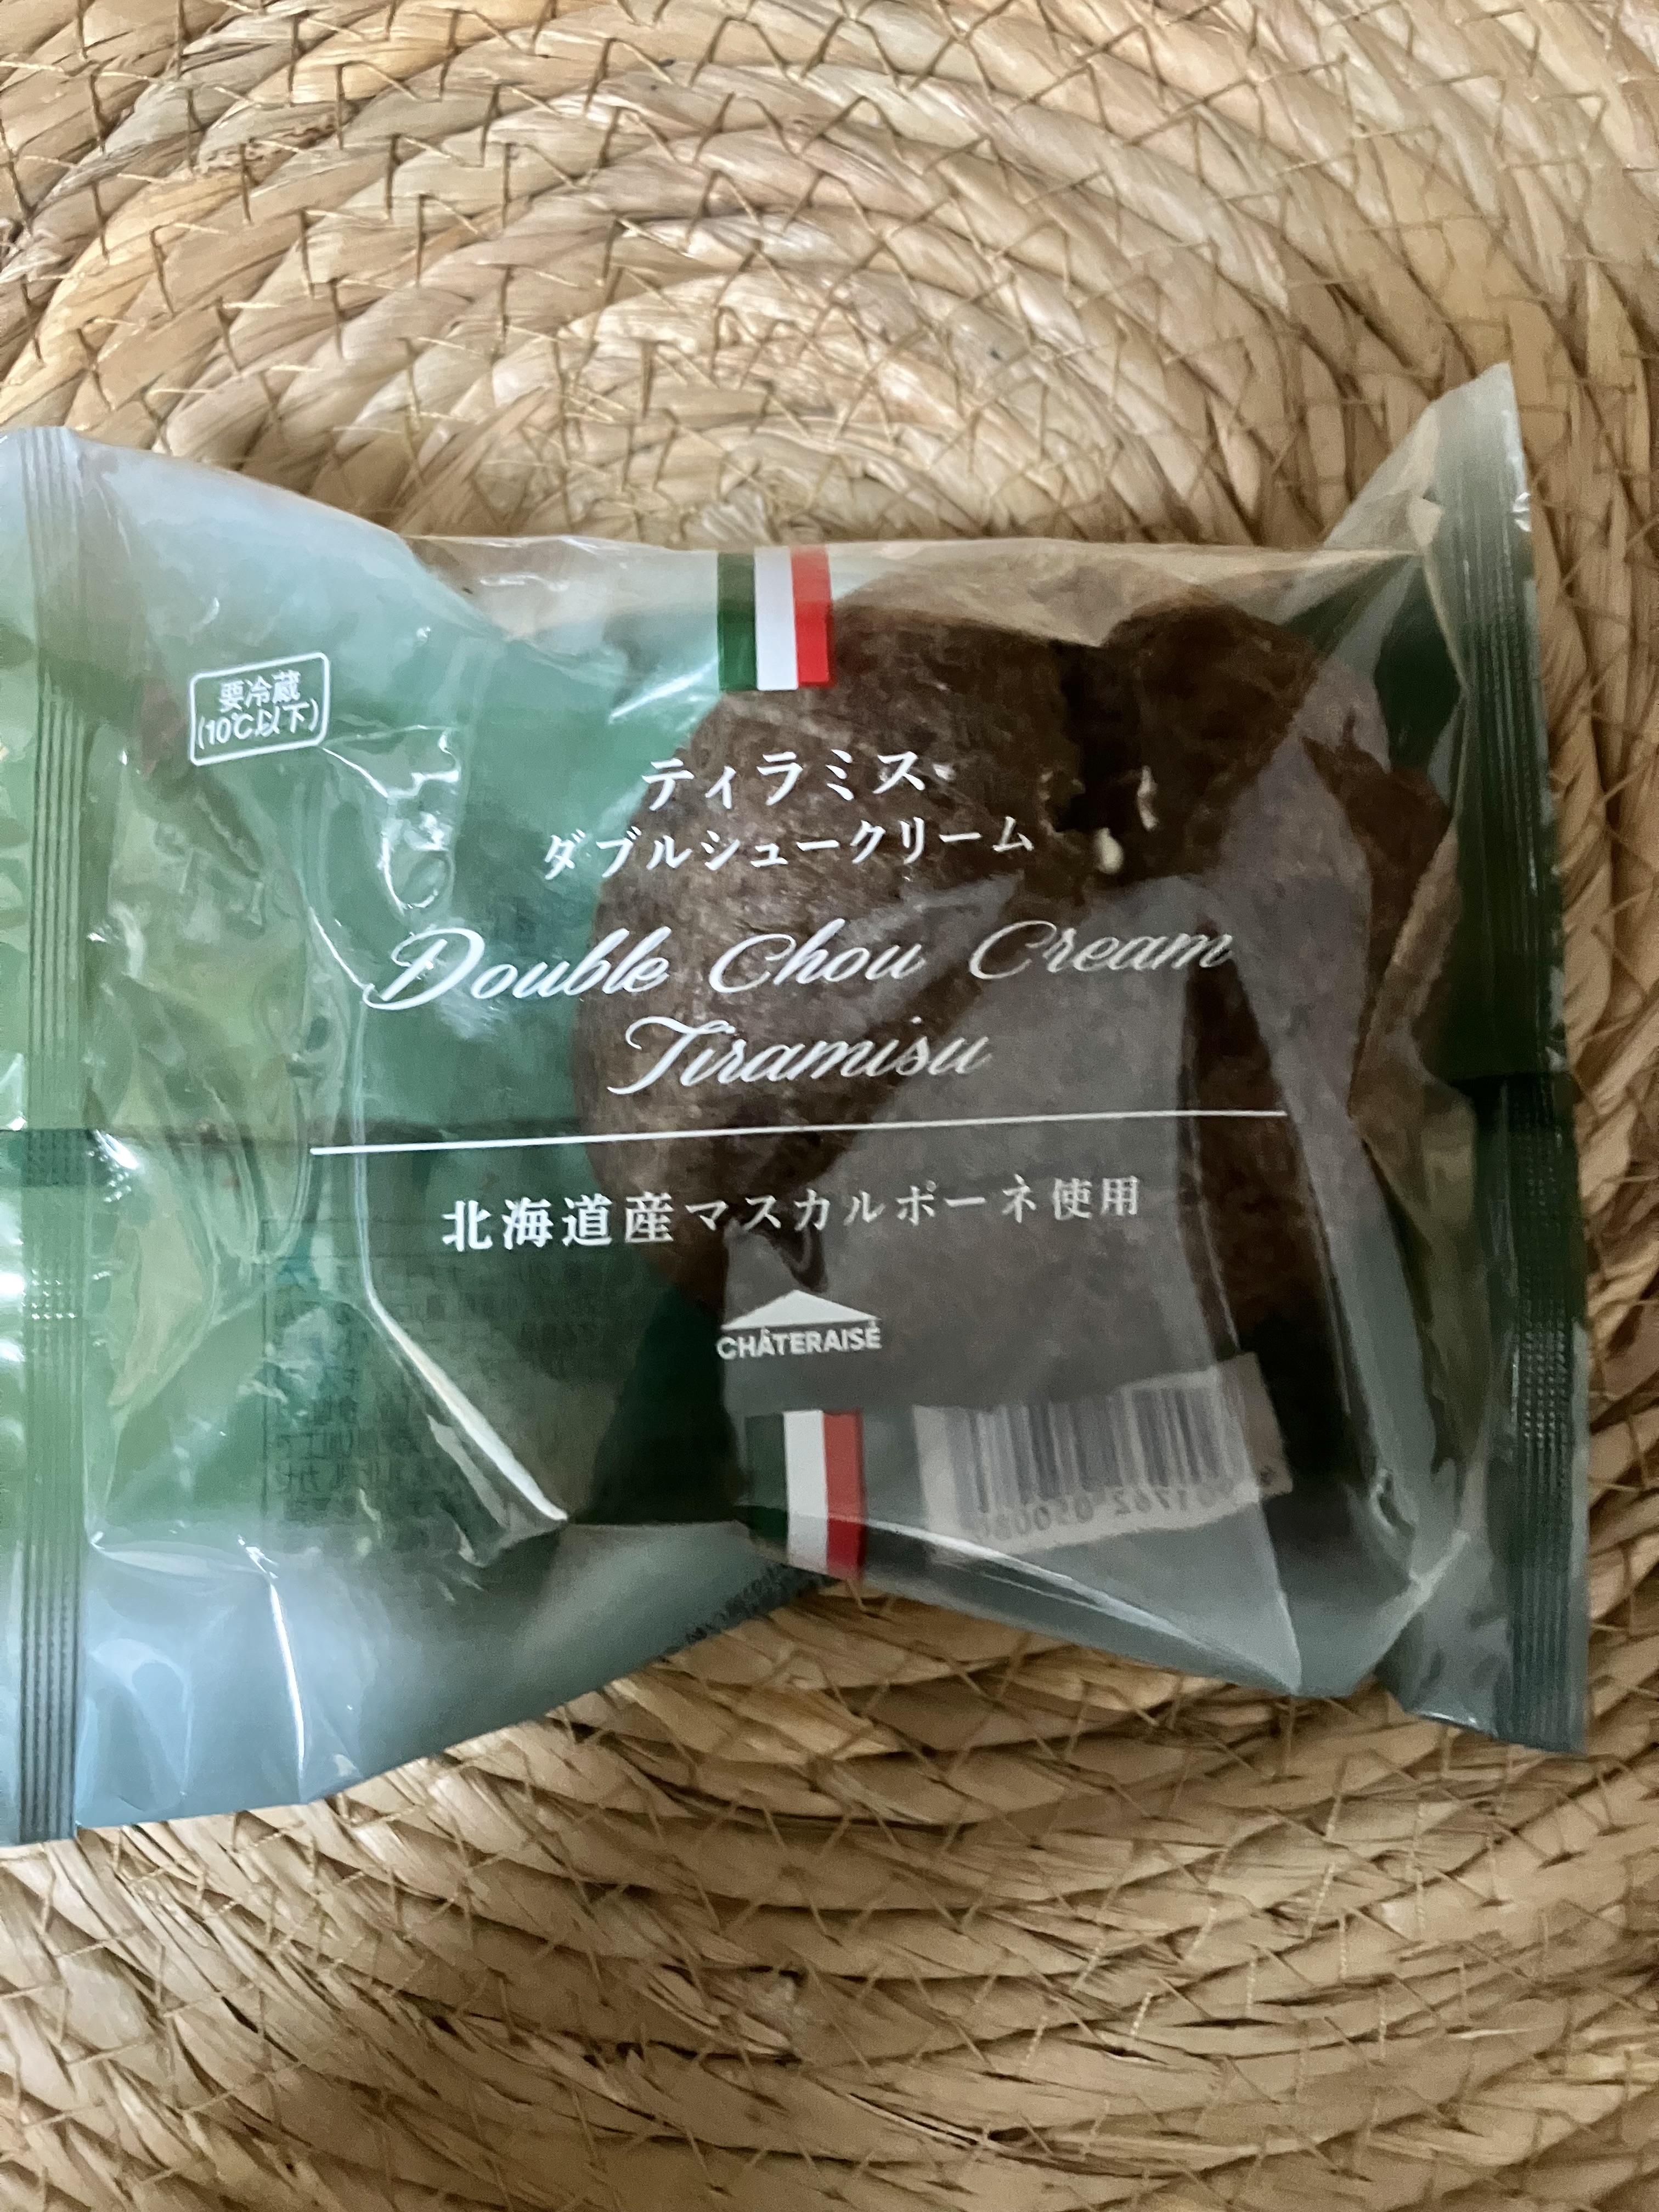 要冷蔵
(10℃以下)
ティラミス
ダブルシュークリーム
Double Chou Cream
Tiramisu
北海道産マスカルポーネ使用
CHÂTERAISÉ